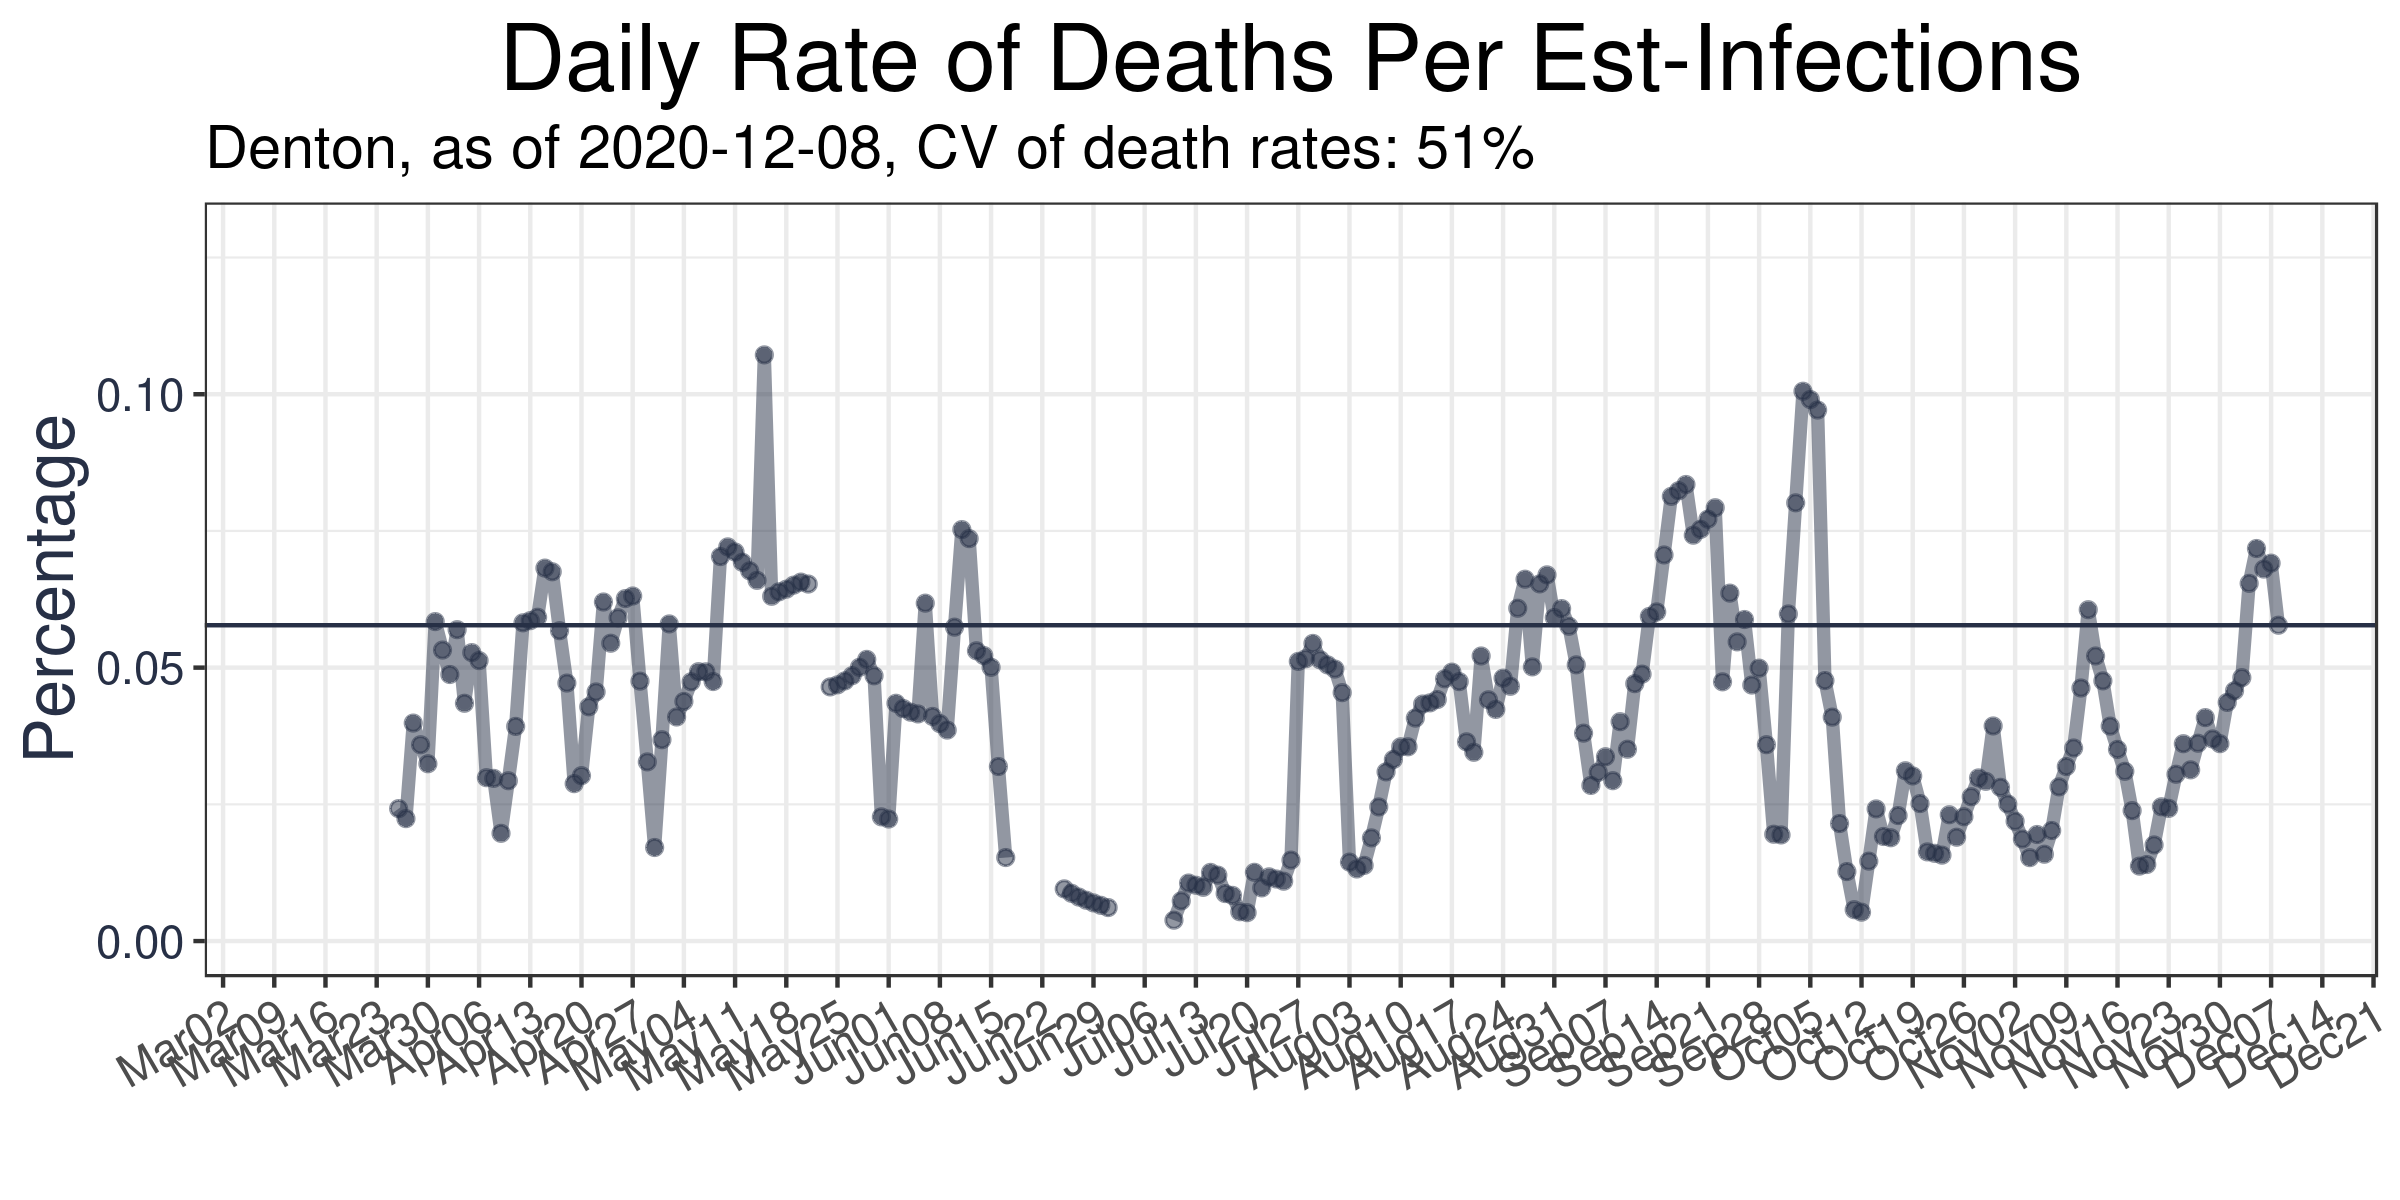 Daily Rate of Deaths Per Est-Infections
Denton, as of 2020-12-08, CV of death rates: 51%
Percentage
0.10
0.05
0.00
Mar02
Mar09
Mar16
Mar23
Mar30
Apr06
Apr13
Apr20
Apr27
May04
May11
May18
May25
Jun01
Jun08
Jun15
Jun22
Jun29
Jul06
Jul13
Jul20
Jul27
Aug03
Aug10
Aug17
Aug24
Aug31
Sep07
Sep14
Sep21
Sep28
Oct05
Oct12
Oct19
Oct26
Nov02
Nov09
Nov16
Nov23
Nov30
Dec07
Dec14
Dec21